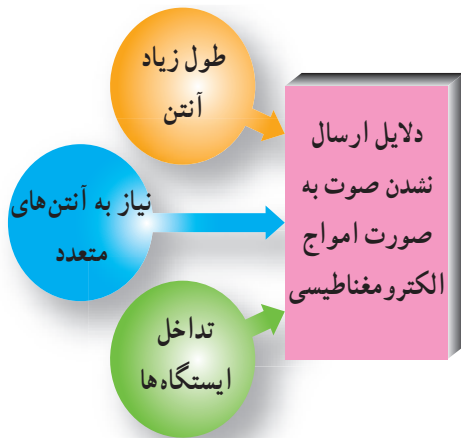 دلایل ارسال
نشدن صوت به
صورت امواج
الکترومغناطیسی
طول زیاد
آنتن
نیاز به آنتن‌های
متعدد
تداخل
ایستگاه‌ها